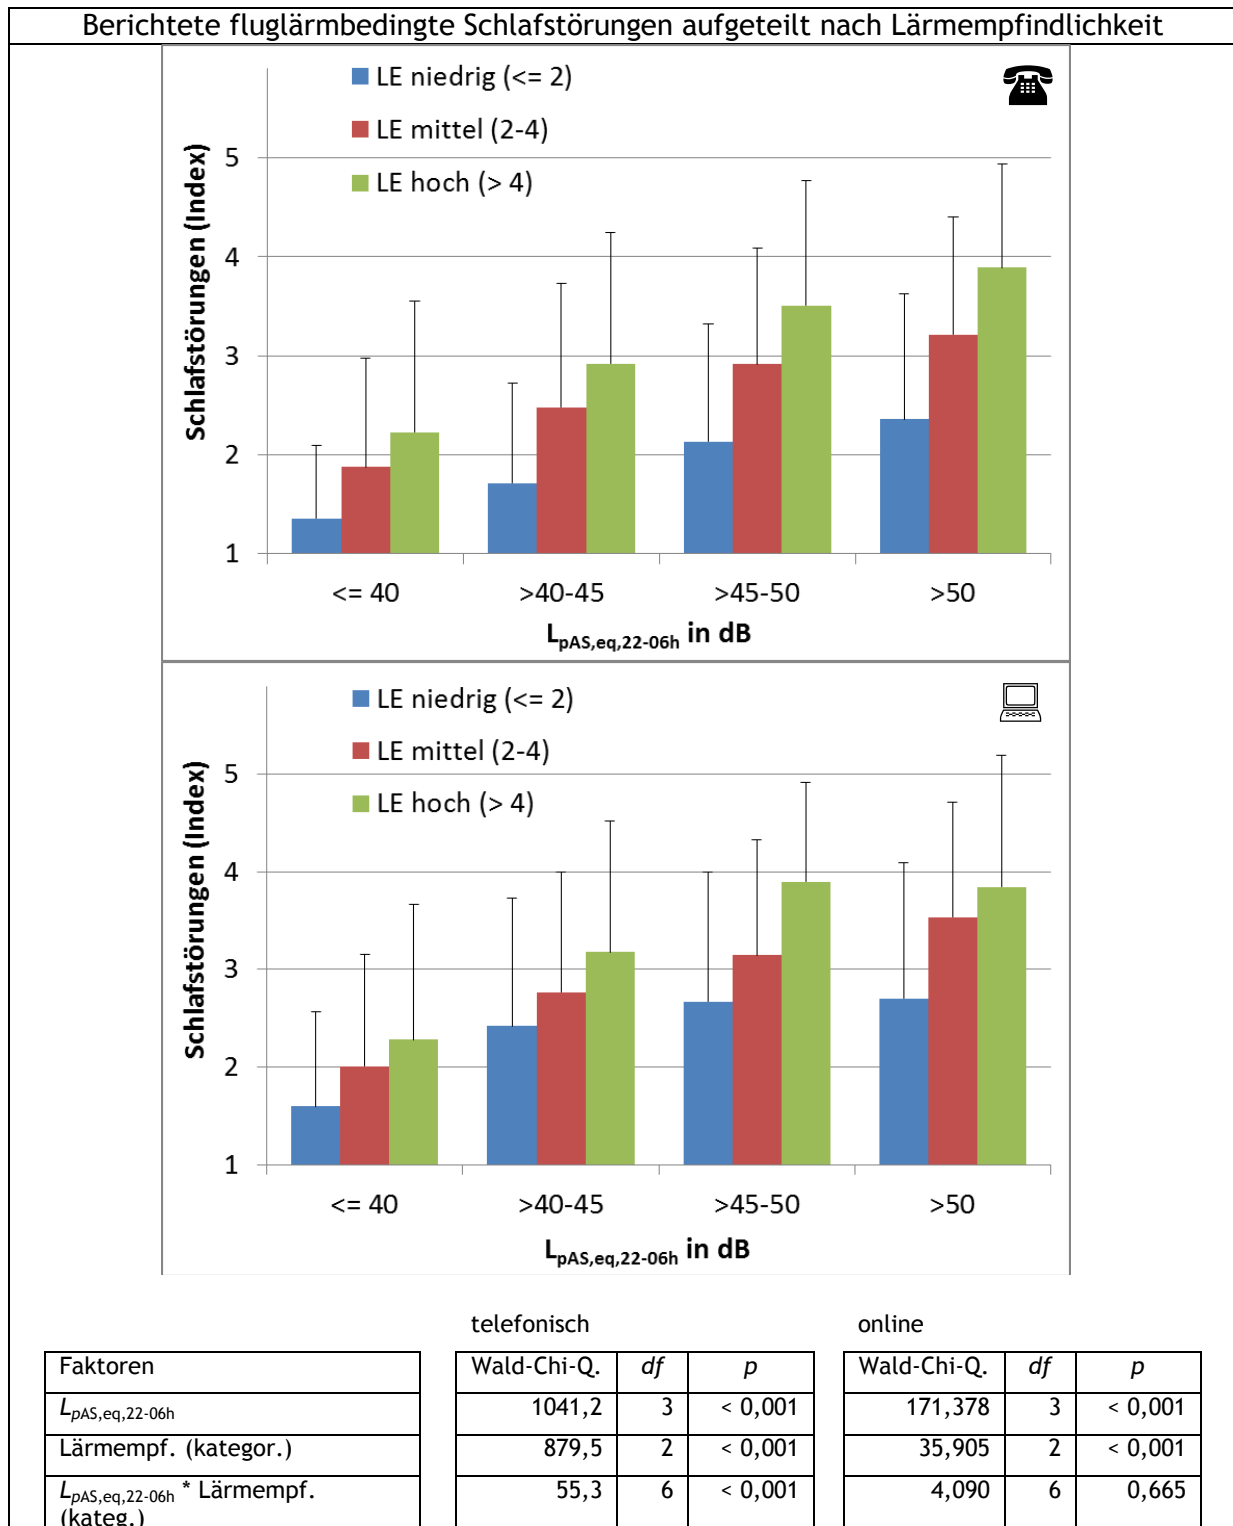 Berichtete fluglärmbedingte Schlafstörungen aufgeteilt nach Lärmempfindlichkeit
LE niedrig (<= 2)
LE mittel (2-4)
LE hoch (> 4)
Schlafstörungen (Index)
5
4
3
2
1
<= 40 >40-45 >45-50 >50
LpAS,eq,22-06h in dB
LE niedrig (<= 2)
LE mittel (2-4)
LE hoch (> 4)
Schlafstörungen (Index)
5
4
3
2
1
<= 40 >40-45 >45-50 >50
LpAS,eq,22-06h in dB
telefonisch online
Faktoren Wald-Chi-Q. df p Wald-Chi-Q. df p
LpAS,eq,22-06h 1041,2 3 < 0,001 171,378 3 < 0,001
Lärmempf. (kategor.) 879,5 2 < 0,001 35,905 2 < 0,001
LpAS,eq,22-06h * Lärmempf. 55,3 6 < 0,001 4,090 6 0,665
(kateg.)